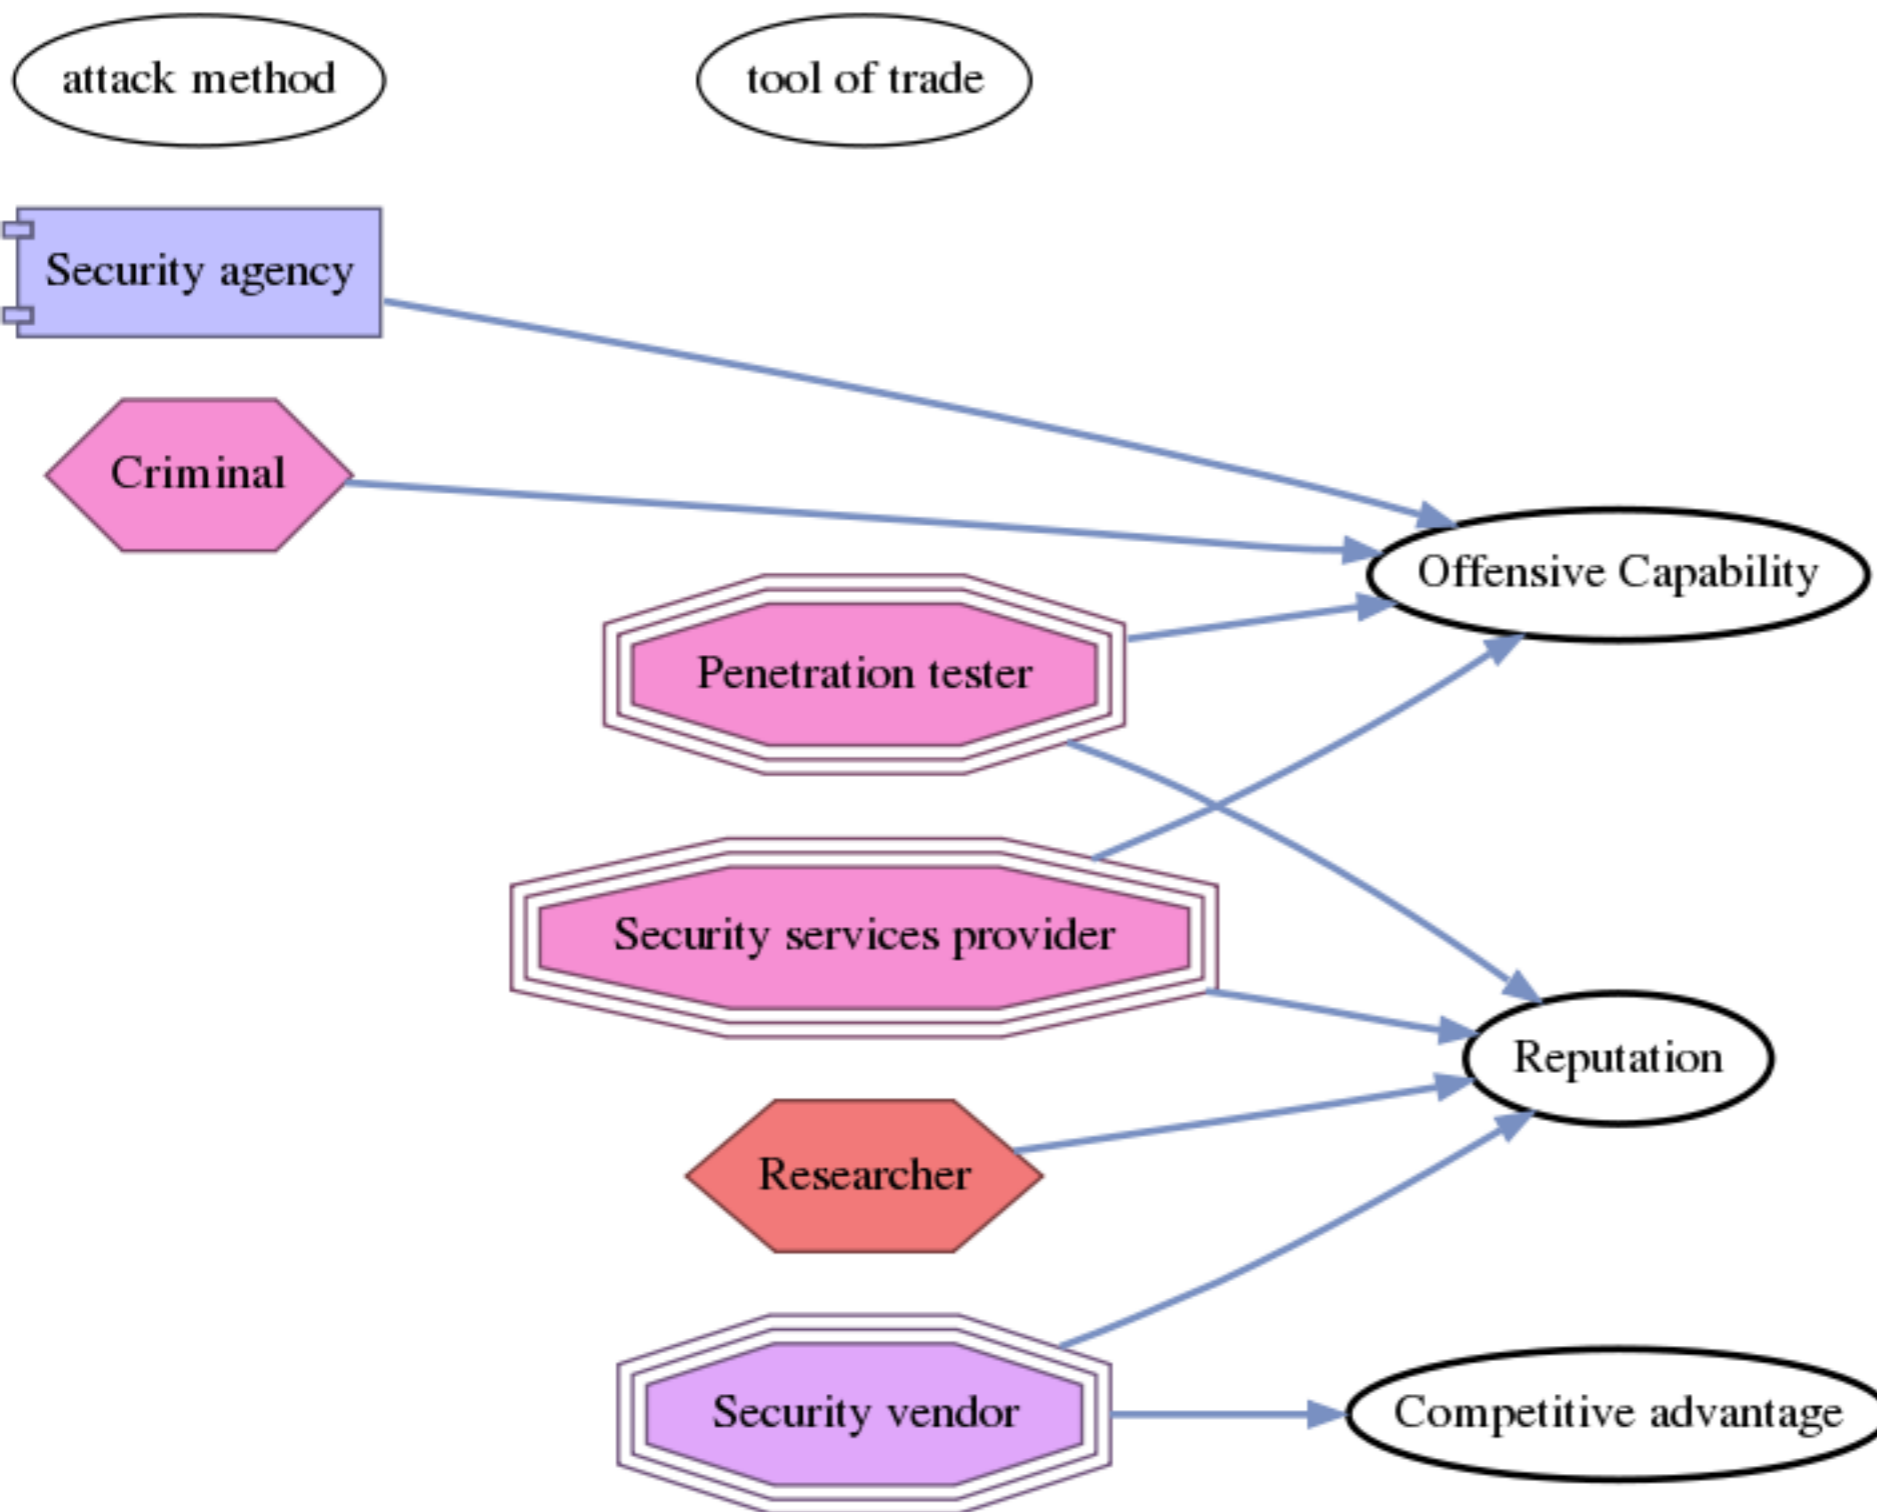 attack method
tool of trade
Security agency
Criminal
Offensive Capability
Penetration tester
Security services provider
Reputation
Researcher
Security vendor
Competitive advantage